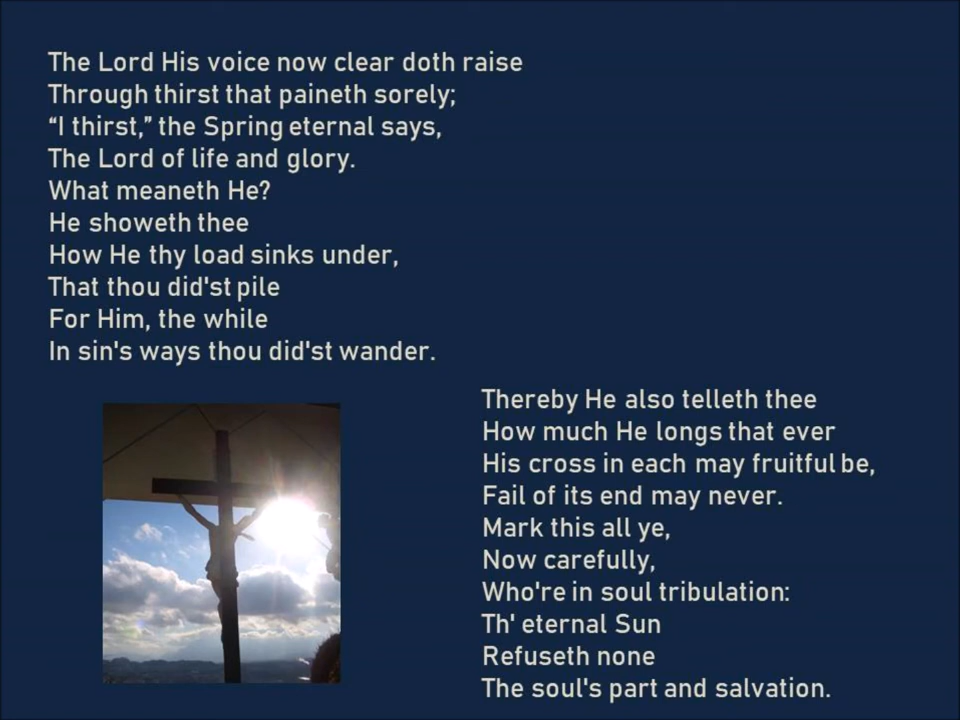 The Lord His voice now clear doth raise
Through thirst that paineth sorely;
“I thirst,” the Spring eternal says,
The Lord of life and glory.
What meaneth He?
He showeth thee
How He thy load sinks under,
That thou did'st pile
For Him, the while
In sin's ways thou did'st wander.
Thereby He also telleth thee
How much He longs that ever
His cross in each may fruitful be,
Fail of its end may never.
Mark this all ye,
Now carefully,
Who're in soul tribulation:
Th' eternal Sun
Refuseth none
The soul's part and salvation.